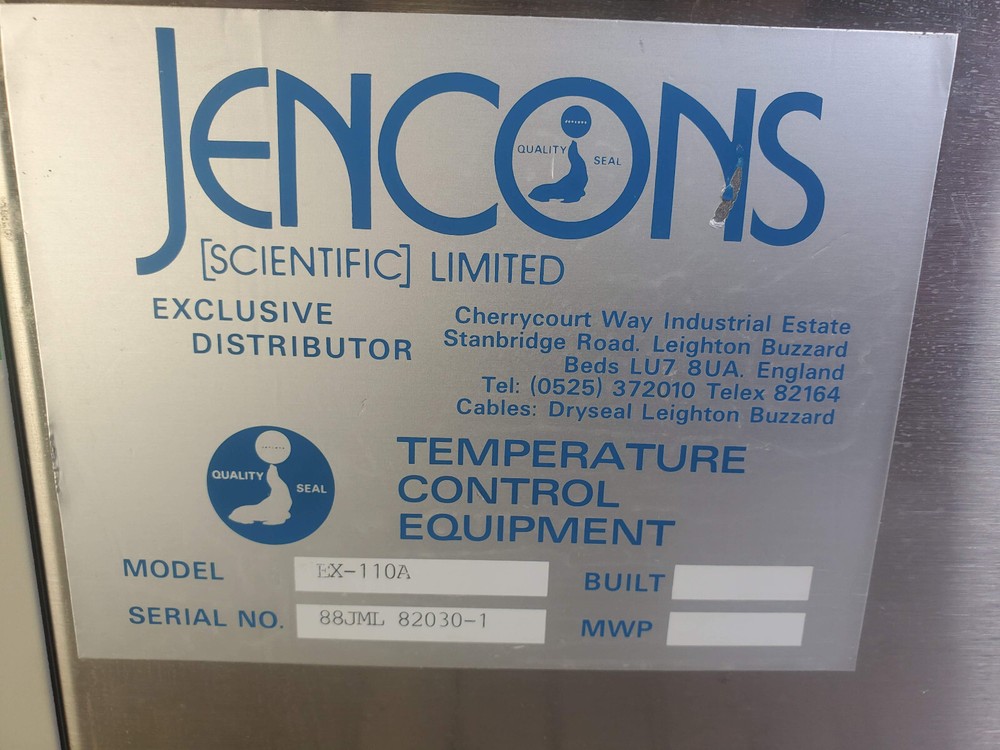 JENCONS
QUALITY SEAL
[SCIENTIFIC] LIMITED
EXCLUSIVE
DISTRIBUTOR
Cherrycourt Way Industrial Estate
Stanbridge Road. Leighton Buzzard
Beds LU7 8UA. England
Tel: (0525) 372010 Telex 82164
Cables: Dryseal Leighton Buzzard
QUALITY SEAL
TEMPERATURE
CONTROL
EQUIPMENT
MODEL EX-110A
BUILT
SERIAL NO. 88JML 82030-1
MWP